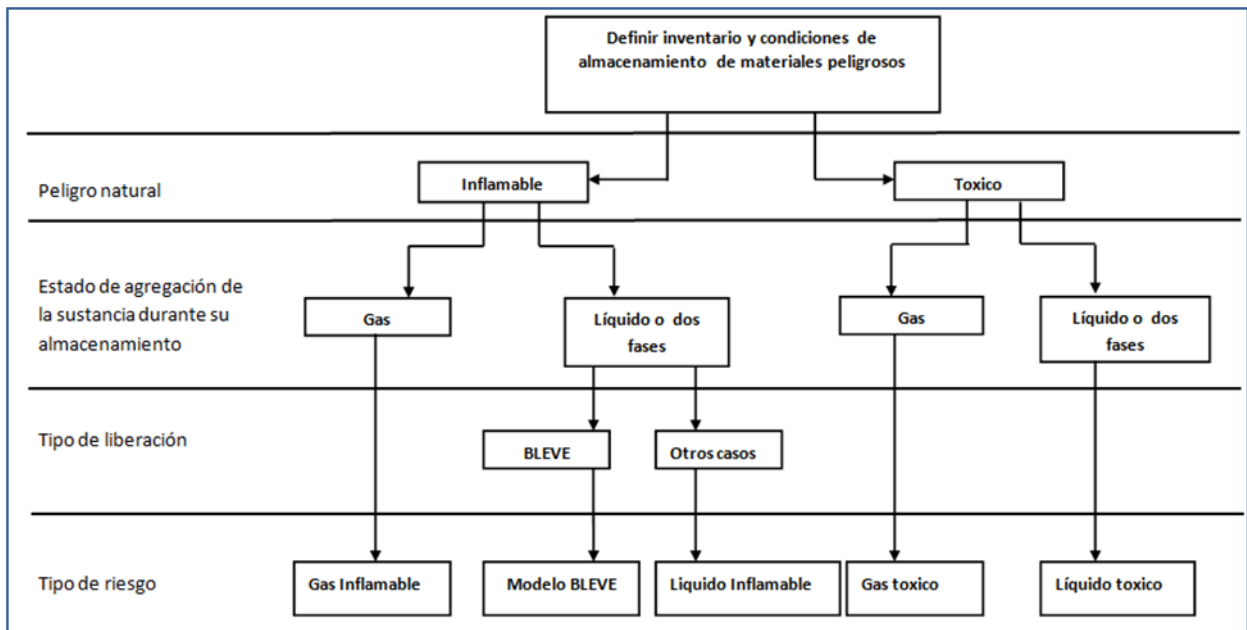 Definir inventario y condiciones de
almacenamiento de materiales peligrosos
Peligro natural
Inflamable
Toxico
Estado de agregación de
la sustancia durante su
almacenamiento
Gas
Líquido o dos
fases
Gas
Líquido o dos
fases
Tipo de liberación
BLEVE
Otros casos
Tipo de riesgo
Gas Inflamable
Modelo BLEVE
Liquido Inflamable
Gas toxico
Líquido toxico